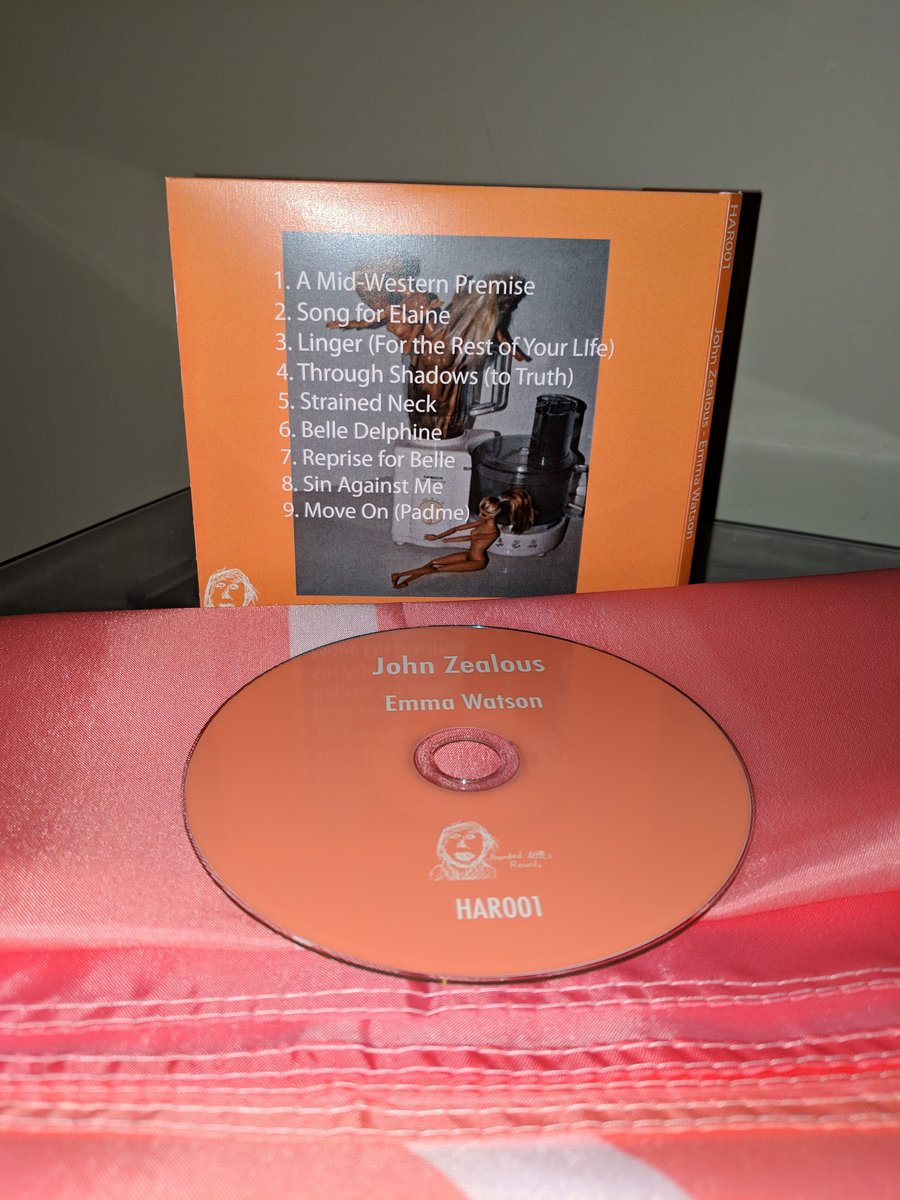 1. A Mid-Western Premise
2. Song for Elaine
3. Linger (For the Rest of Your LIfe)
4. Through Shadows (to Truth)
5. Strained Neck
6. Belle Delphine
7. Reprise for Belle
8. Sin Against Me
9. Move On (Padme)
HAR001
John Zealous - Emma Watson
John Zealous
Emma Watson
Records
HAR001